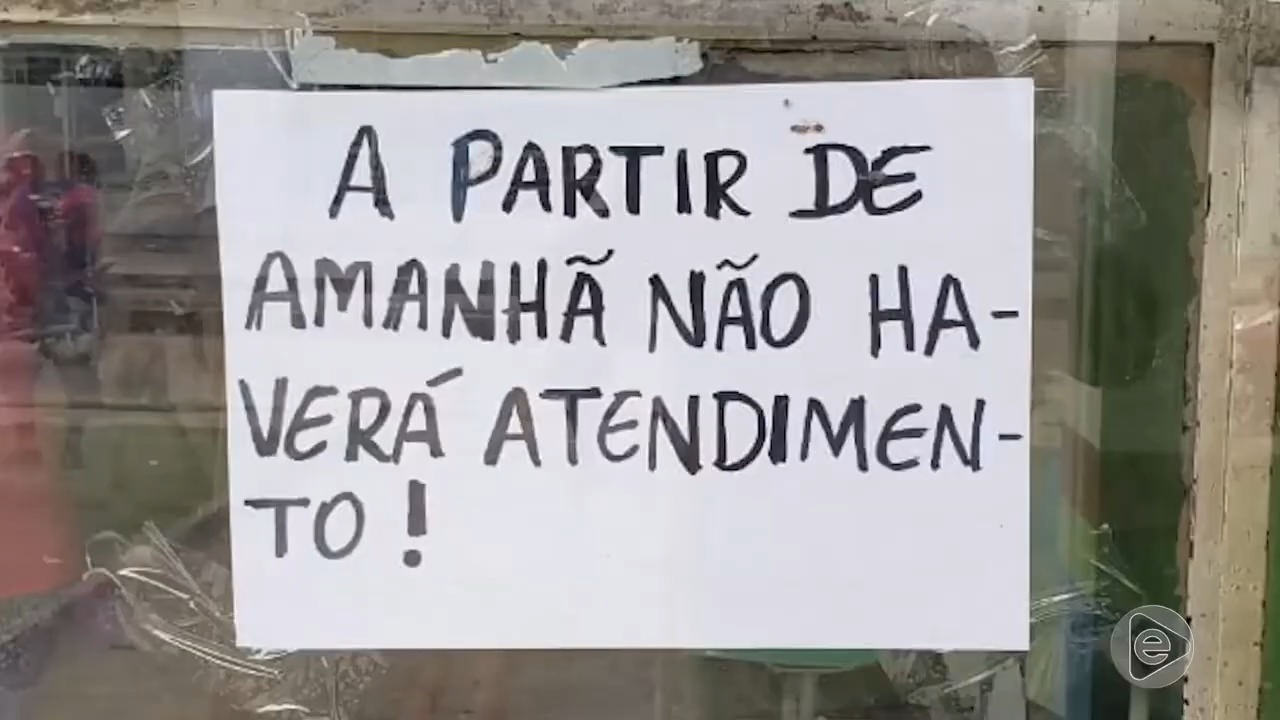 A PARTIR DE
AMANHÃ NÃO HA-
VERÁ ATENDIMEN-
TO!
e